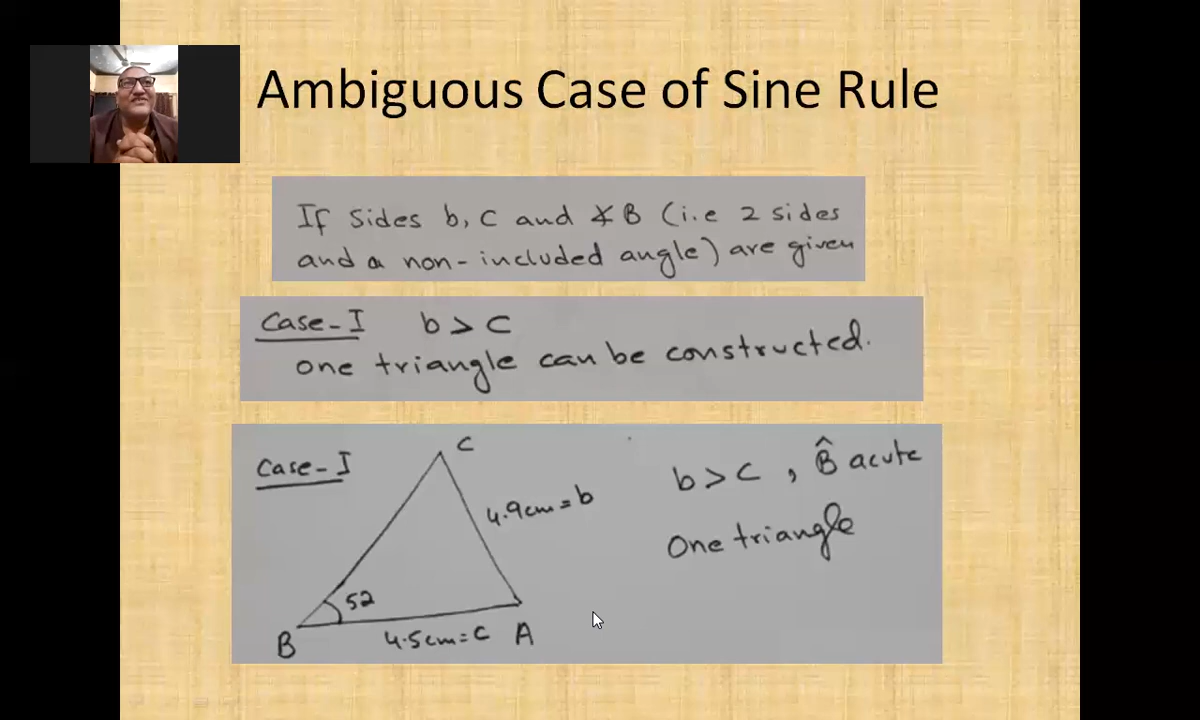 Ambiguous Case of Sine Rule
If Sides b, C and ∡B (i.e 2 sides
and a non-included angle) are given
Case-I b > C
One triangle can be constructed.
Case-I
C
b > C , B̂ acute
4.9cm = b
One triangle
52
B 4.5cm = C A